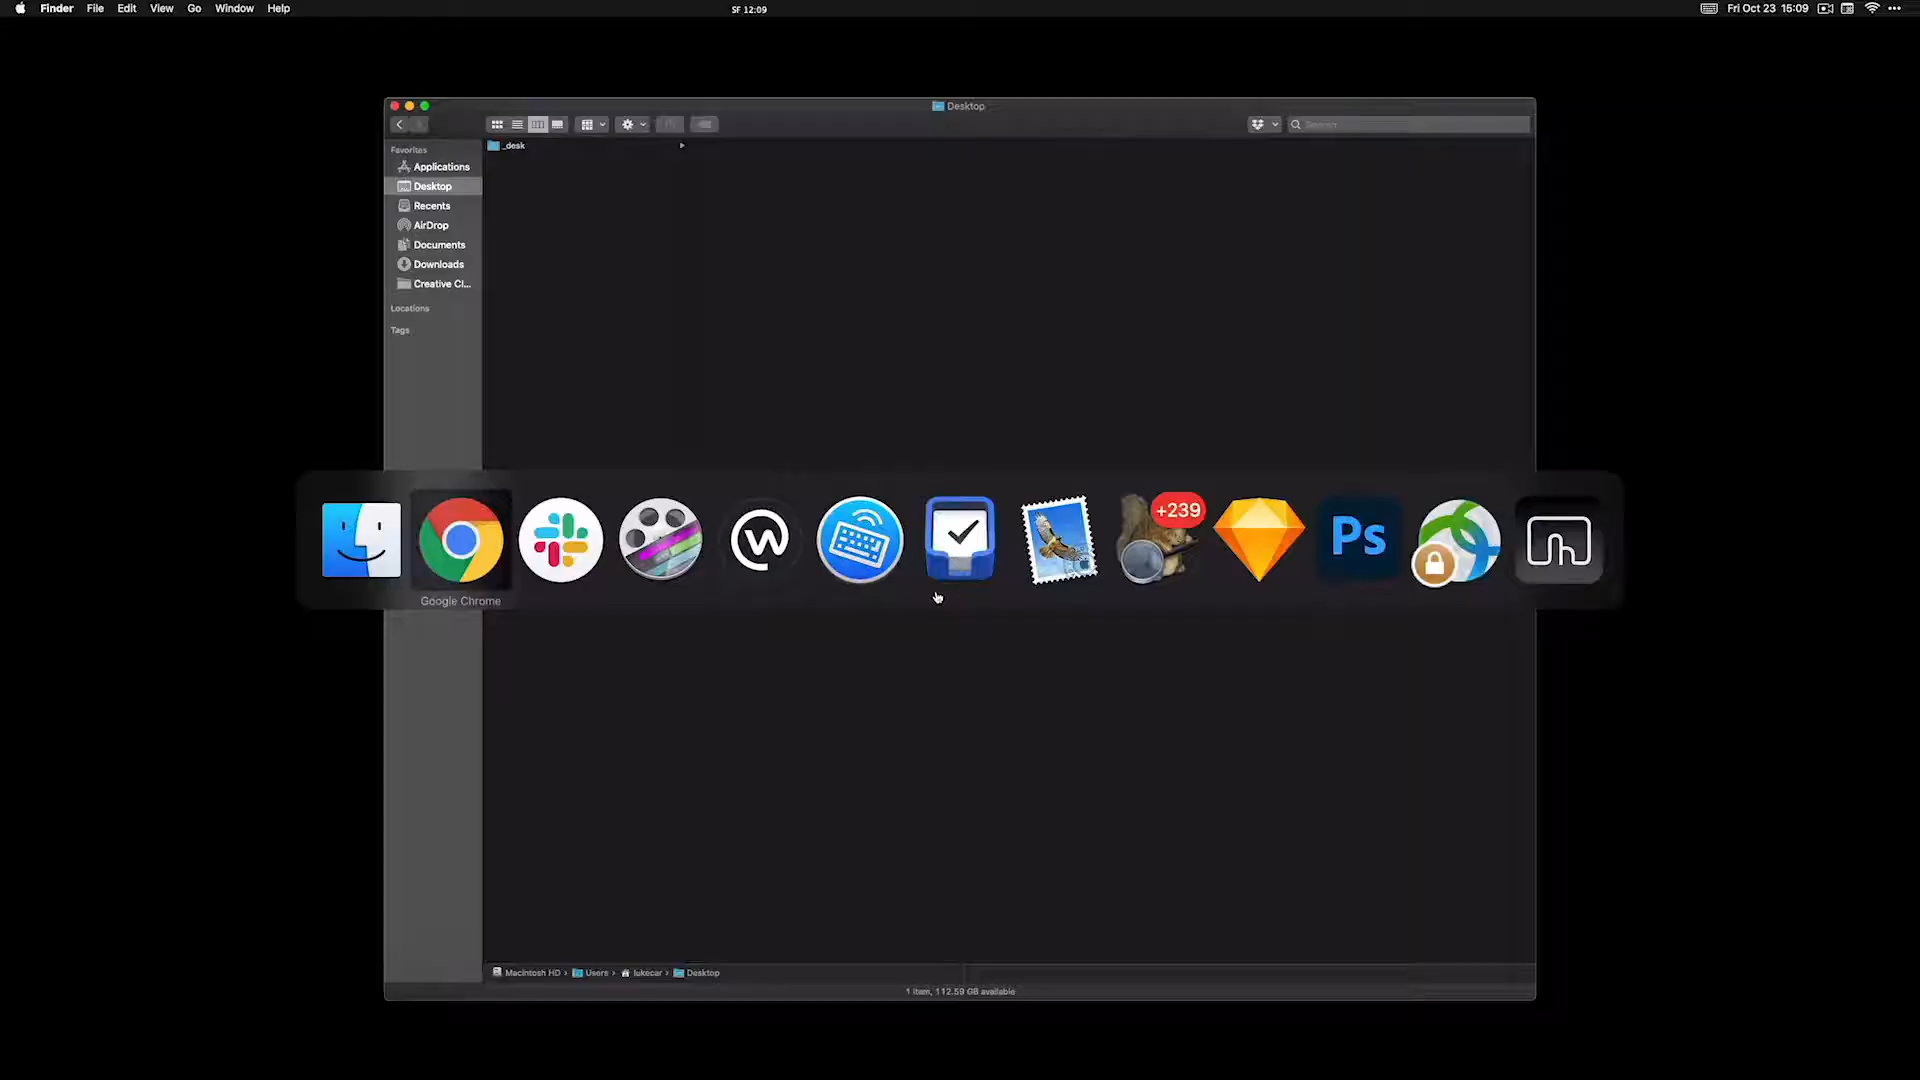 Finder File Edit View Go Window Help
SF 12:09
Fri Oct 23 15:09
Desktop
Search
Favorites
Applications
Desktop
Recents
AirDrop
Documents
Downloads
Creative Cl...
Locations
Tags
_desk
+239
Ps
Google Chrome
Macintosh HD › Users › lukecar › Desktop
1 item, 112.59 GB available